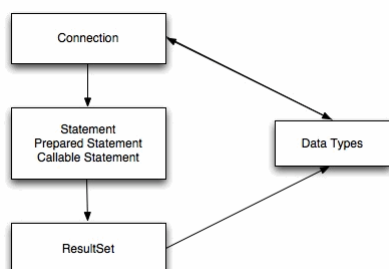 Connection
Statement
Prepared Statement
Callable Statement
Data Types
ResultSet